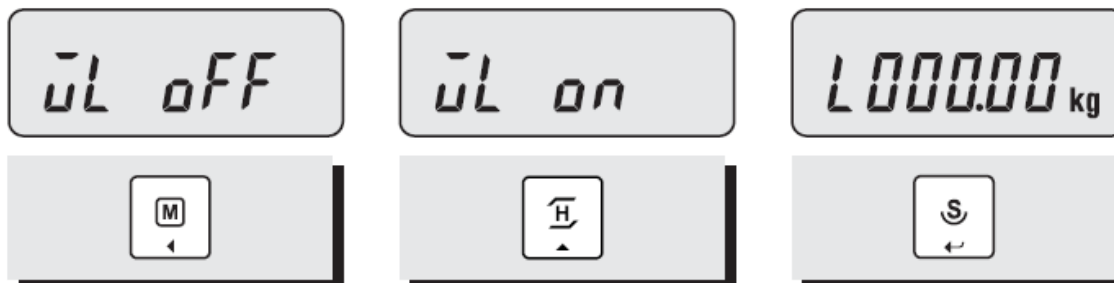 ūL oFF
ūL on
L000.00 kg
M
H
S